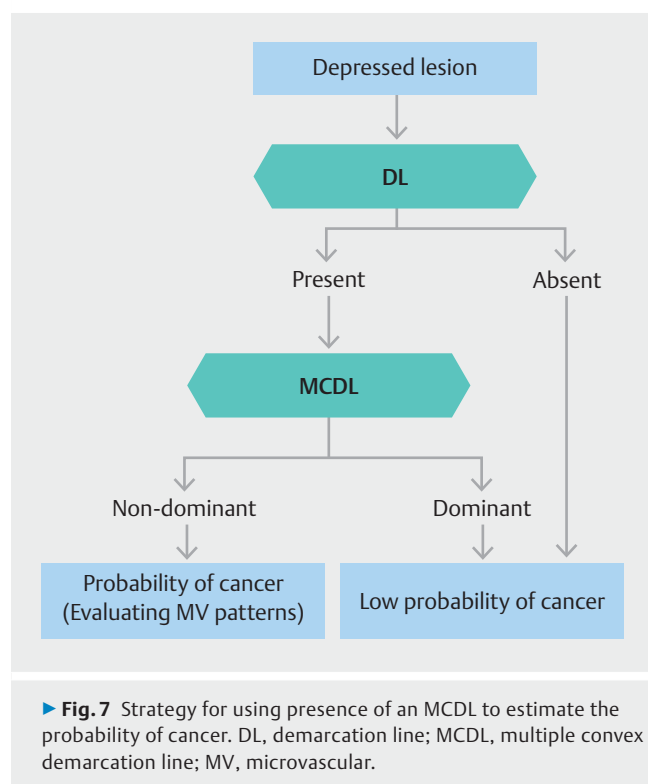 Depressed lesion
DL
Present
Absent
MCDL
Non-dominant
Dominant
Probability of cancer
(Evaluating MV patterns)
Low probability of cancer
▶ Fig. 7 Strategy for using presence of an MCDL to estimate the
probability of cancer. DL, demarcation line; MCDL, multiple convex
demarcation line; MV, microvascular.